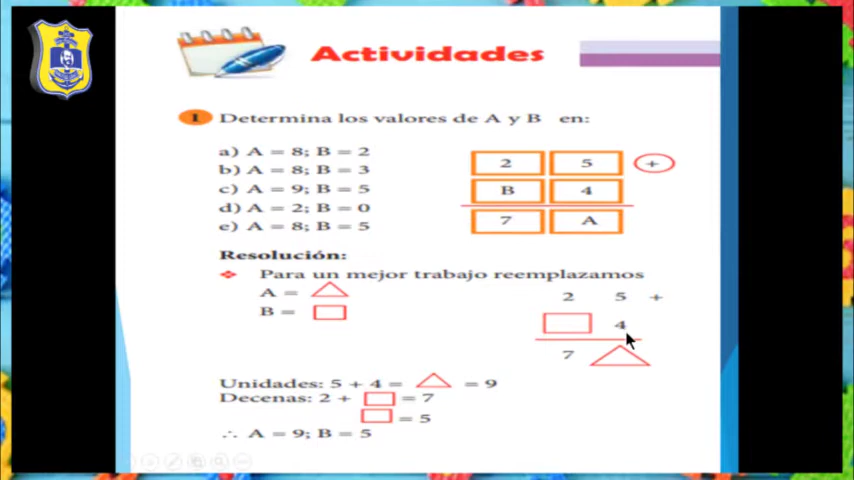 Actividades
1 Determina los valores de A y B en:
a) A = 8; B = 2
b) A = 8; B = 3
c) A = 9; B = 5
d) A = 2; B = 0
e) A = 8; B = 5
2 5 +
B 4
7 A
Resolución:
Para un mejor trabajo reemplazamos
A =
B =
2 5 +
4
7
Unidades: 5 + 4 = = 9
Decenas: 2 + = 7
= 5
∴ A = 9; B = 5